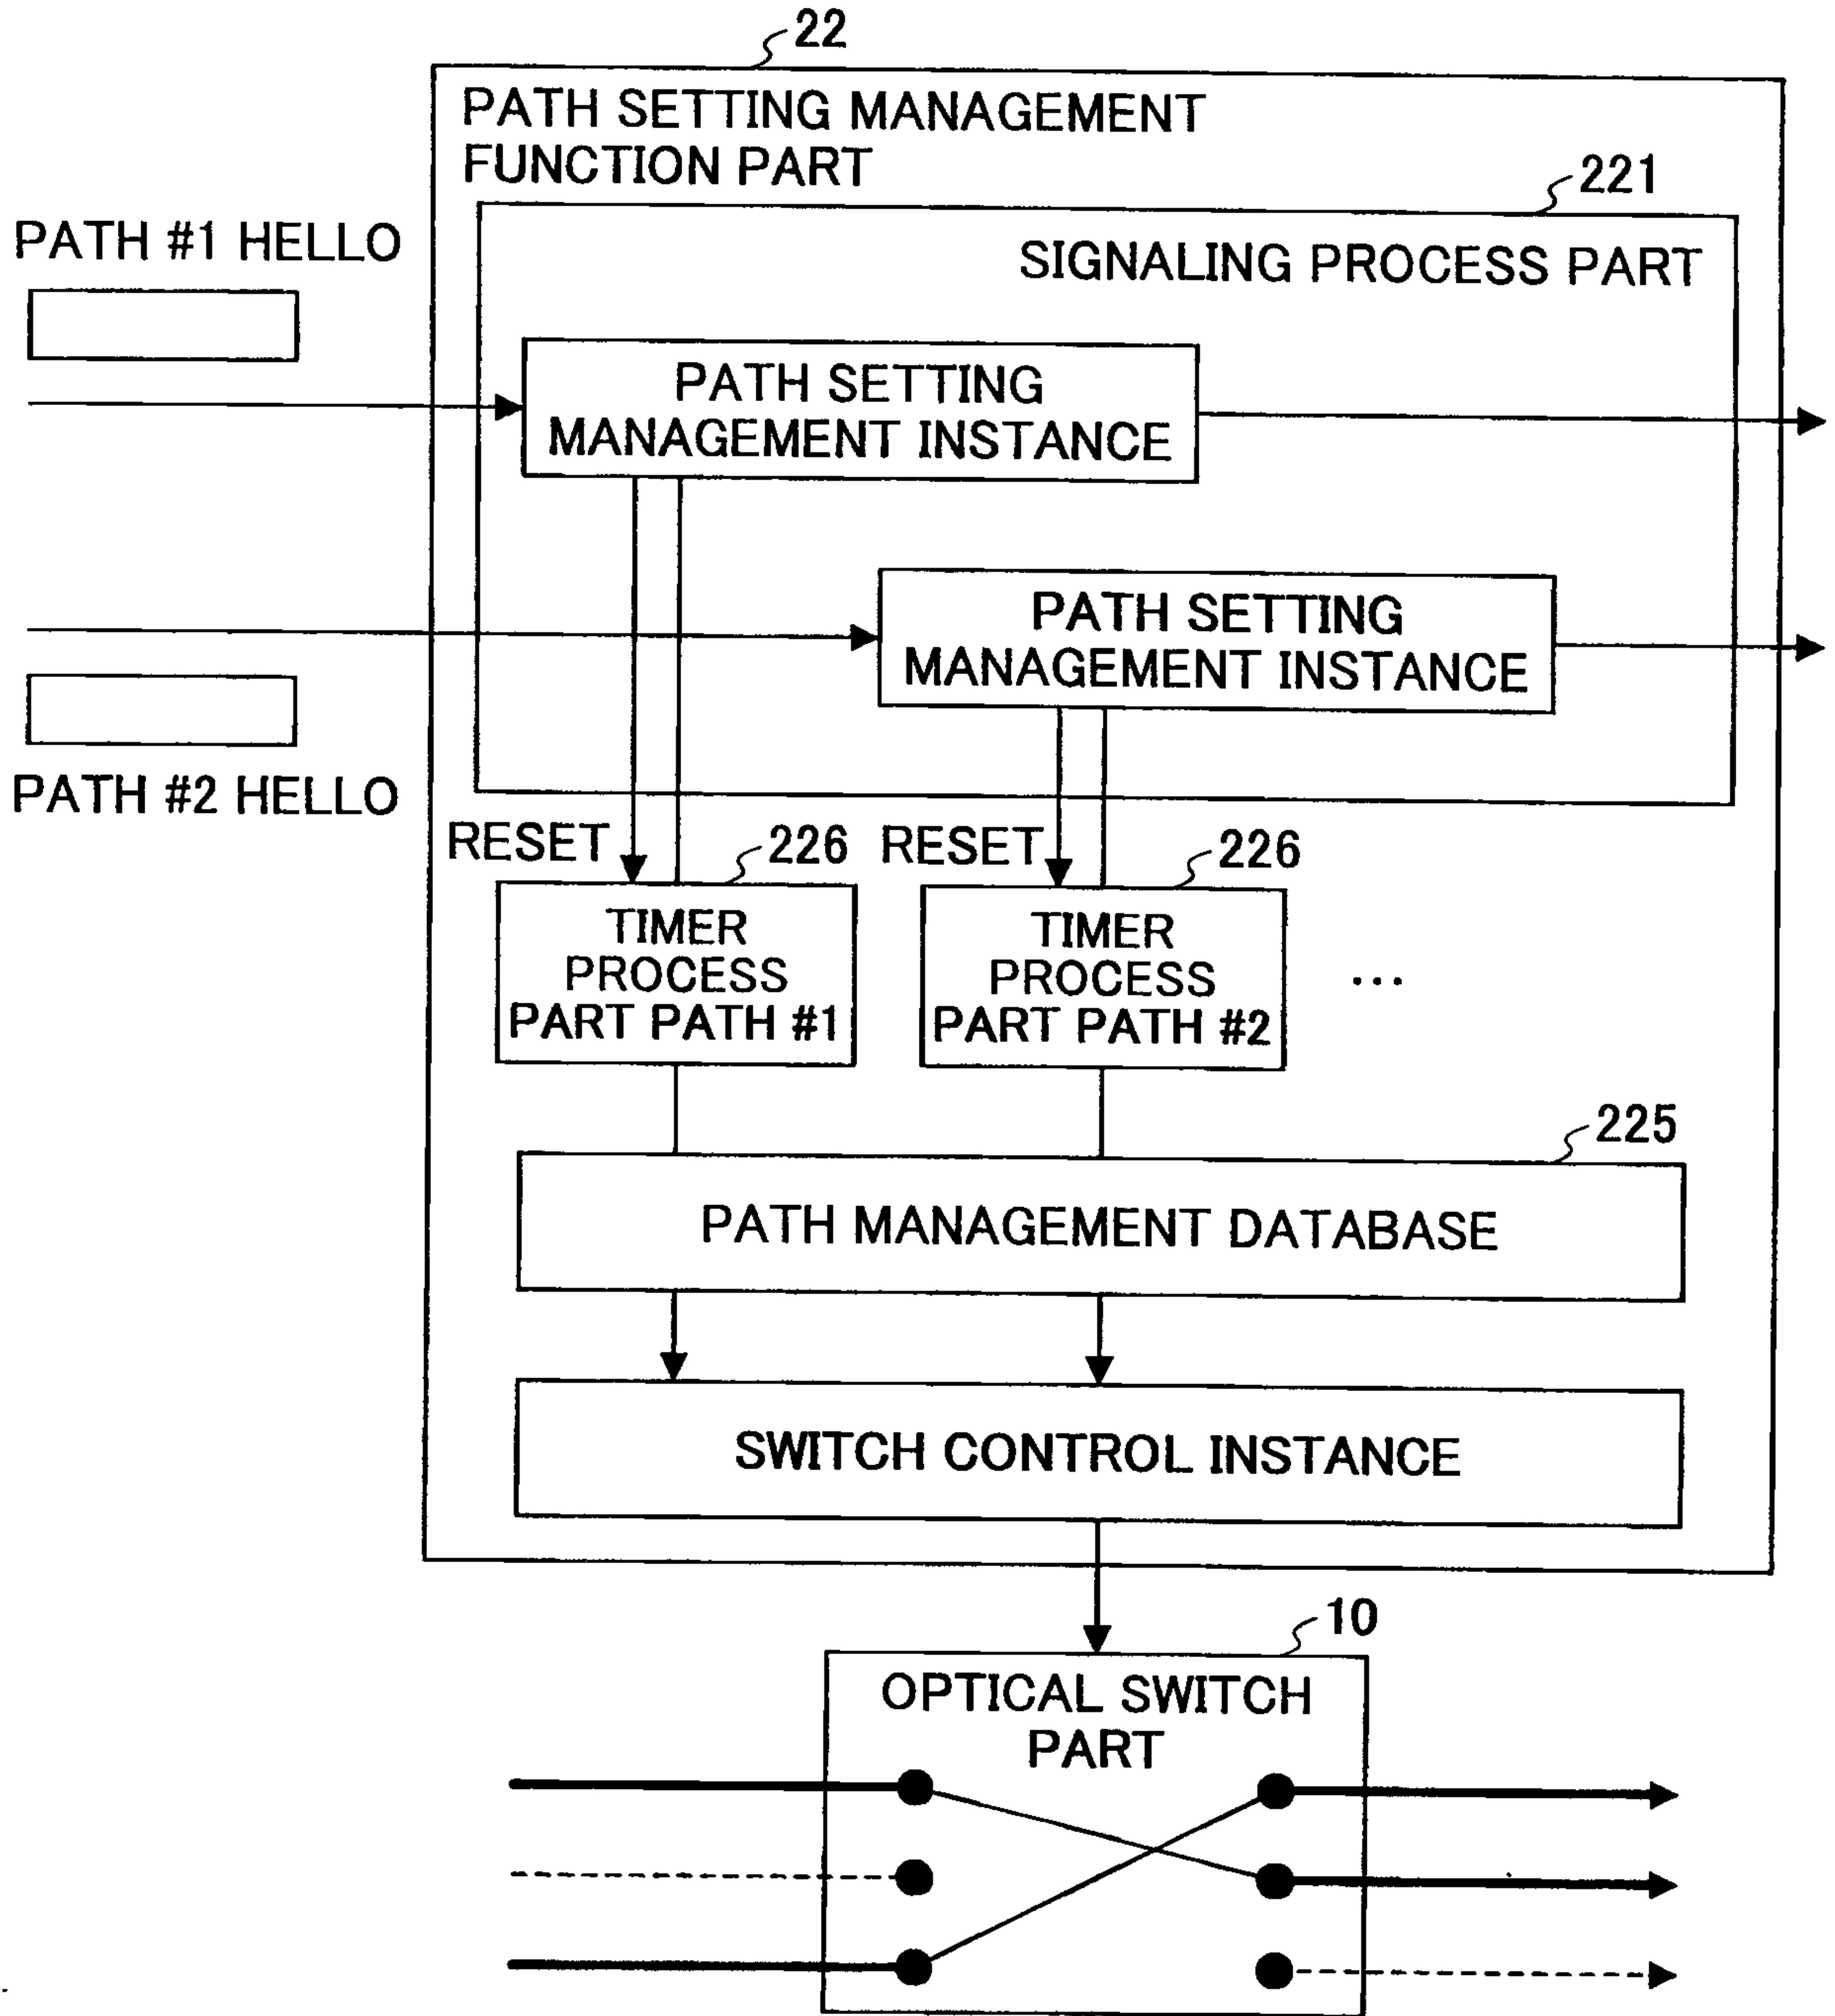 22
PATH SETTING MANAGEMENT
FUNCTION PART
221
PATH #1 HELLO
SIGNALING PROCESS PART
PATH SETTING
MANAGEMENT INSTANCE
PATH SETTING
MANAGEMENT INSTANCE
PATH #2 HELLO
RESET
226
RESET
226
TIMER
PROCESS
PART PATH #1
TIMER
PROCESS
PART PATH #2
...
225
PATH MANAGEMENT DATABASE
SWITCH CONTROL INSTANCE
10
OPTICAL SWITCH
PART